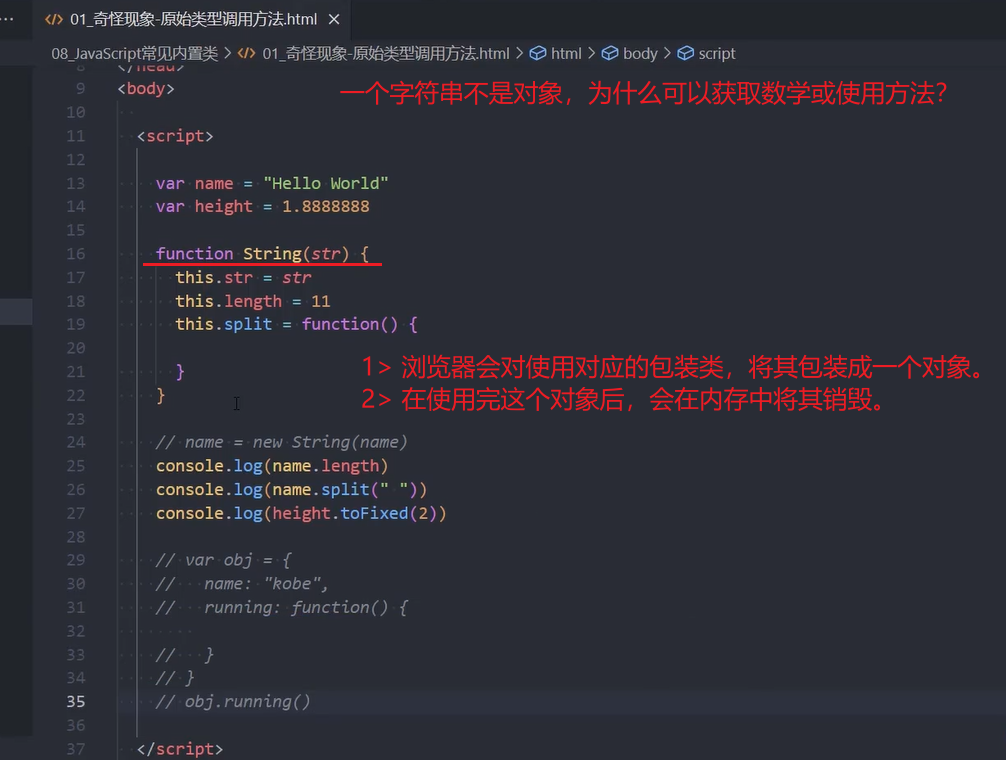 01_奇怪现象-原始类型调用方法.html
08_JavaScript常见内置类 > 01_奇怪现象-原始类型调用方法.html > html > body > script
8 </head>
9 <body>
一个字符串不是对象，为什么可以获取数学或使用方法？
10
11 <script>
12
13 var name = "Hello World"
14 var height = 1.8888888
15
16 function String(str) {
17 this.str = str
18 this.length = 11
19 this.split = function() {
20
21 }
1> 浏览器会对使用对应的包装类，将其包装成一个对象。
22 }
2> 在使用完这个对象后，会在内存中将其销毁。
23
24 // name = new String(name)
25 console.log(name.length)
26 console.log(name.split(" "))
27 console.log(height.toFixed(2))
28
29 // var obj = {
30 // name: "kobe",
31 // running: function() {
32
33 // }
34 // }
35 // obj.running()
36
37 </script>